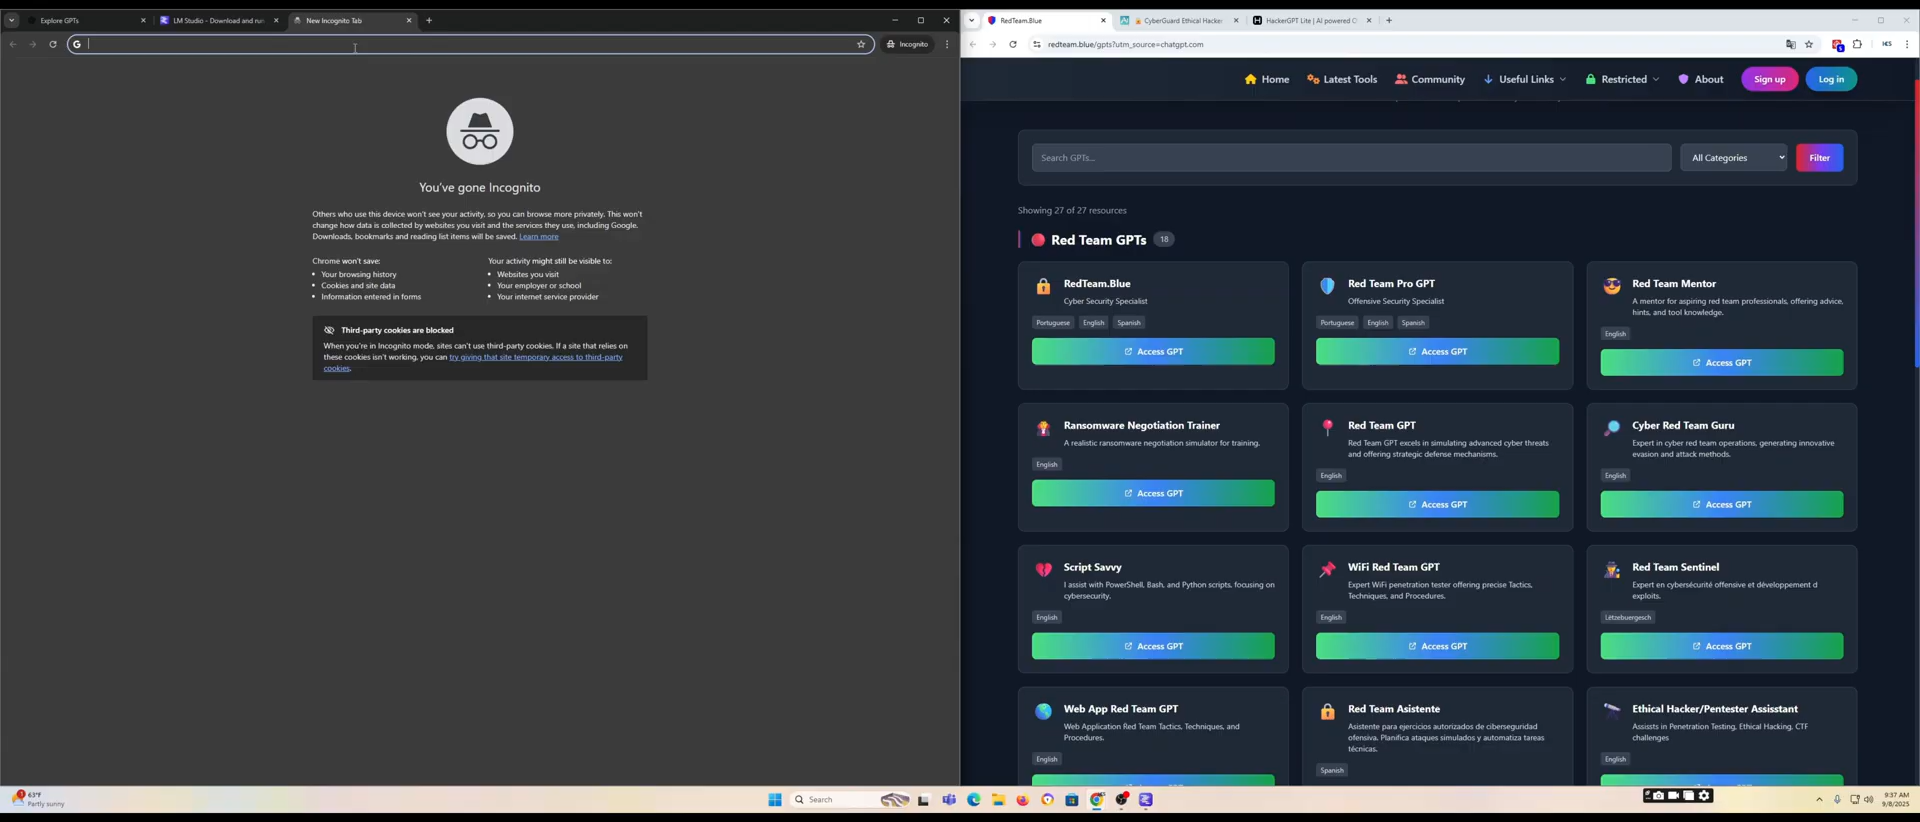 Explore GPTs
LM Studio - Download and run
New Incognito Tab
Incognito
You've gone Incognito
Others who use this device won't see your activity, so you can browse more privately. This won't
change how data is collected by websites you visit and the services they use, including Google.
Downloads, bookmarks and reading list items will be saved. Learn more
Chrome won't save:
Your browsing history
Cookies and site data
Information entered in forms
Your activity might still be visible to:
Websites you visit
Your employer or school
Your internet service provider
Third-party cookies are blocked
When you're in Incognito mode, sites can't use third-party cookies. If a site that relies on
these cookies isn't working, you can try giving that site temporary access to third-party
cookies.
RedTeam.Blue
CyberGuard Ethical Hacker
HackerGPT Lite | AI powered C
redteam.blue/gpts?utm_source=chatgpt.com
Home
Latest Tools
Community
Useful Links
Restricted
About
Sign up
Log in
Search GPTs...
All Categories
Filter
Showing 27 of 27 resources
Red Team GPTs 18
RedTeam.Blue
Cyber Security Specialist
Portuguese English Spanish
Access GPT
Red Team Pro GPT
Offensive Security Specialist
Portuguese English Spanish
Access GPT
Red Team Mentor
A mentor for aspiring red team professionals, offering advice,
hints, and tool knowledge.
English
Access GPT
Ransomware Negotiation Trainer
A realistic ransomware negotiation simulator for training.
English
Access GPT
Red Team GPT
Red Team GPT excels in simulating advanced cyber threats
and offering strategic defense mechanisms.
English
Access GPT
Cyber Red Team Guru
Expert in cyber red team operations, generating innovative
evasion and attack methods.
English
Access GPT
Script Savvy
I assist with PowerShell, Bash, and Python scripts, focusing on
cybersecurity.
English
Access GPT
WiFi Red Team GPT
Expert WiFi penetration tester offering precise Tactics,
Techniques, and Procedures.
English
Access GPT
Red Team Sentinel
Expert en cybersécurité offensive et développement d
exploits.
Lëtzebuergesch
Access GPT
Web App Red Team GPT
Web Application Red Team Tactics, Techniques, and
Procedures.
English
Red Team Asistente
Asistente para ejercicios autorizados de ciberseguridad
ofensiva. Planifica ataques simulados y automatiza tareas
técnicas.
Spanish
Ethical Hacker/Pentester Assisstant
Assists in Penetration Testing, Ethical Hacking, CTF
challenges
English
63°F
Partly sunny
Search
9:37 AM
9/8/2025